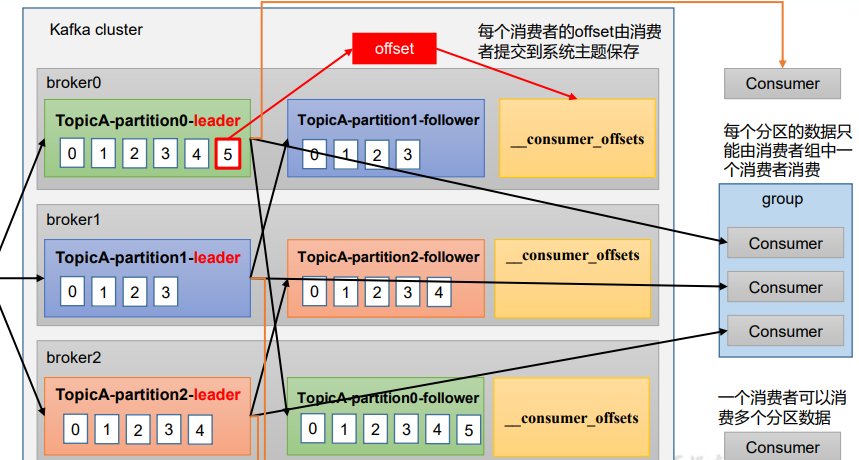 Kafka cluster
offset
每个消费者的offset由消费
者提交到系统主题保存
Consumer
broker0
TopicA-partition0-leader
0 1 2 3 4 5
TopicA-partition1-follower
0 1 2 3
__consumer_offsets
每个分区的数据只
能由消费者组中一
个消费者消费
group
Consumer
Consumer
Consumer
broker1
TopicA-partition1-leader
0 1 2 3
TopicA-partition2-follower
0 1 2 3 4
__consumer_offsets
broker2
TopicA-partition2-leader
0 1 2 3 4
TopicA-partition0-follower
0 1 2 3 4 5
__consumer_offsets
一个消费者可以消
费多个分区数据
Consumer